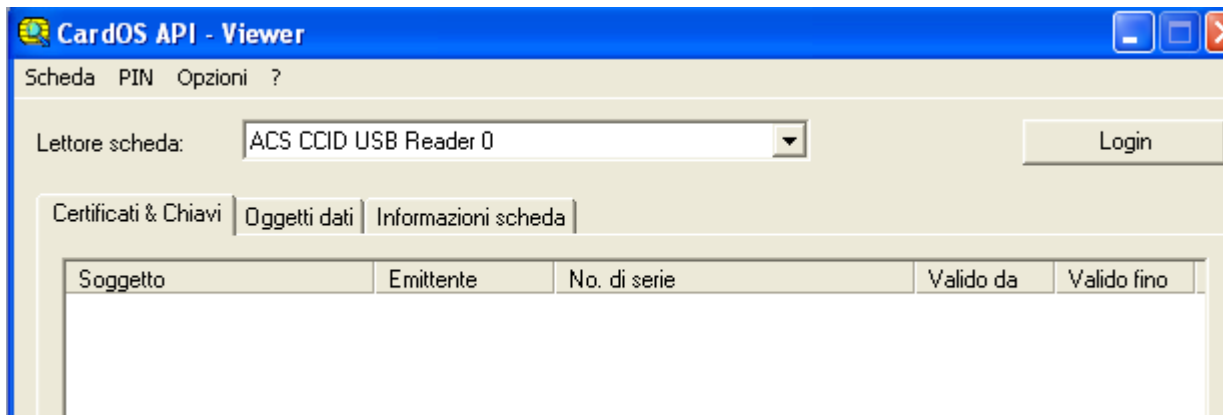 CardOS API - Viewer
Scheda PIN Opzioni ?
Lettore scheda: ACS CCID USB Reader 0 Login
Certificati & Chiavi Oggetti dati Informazioni scheda
Soggetto Emittente No. di serie Valido da Valido fino